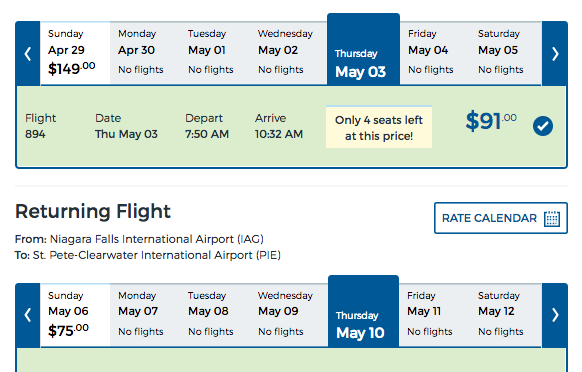 Sunday Monday Tuesday Wednesday Thursday Friday Saturday
Apr 29 Apr 30 May 01 May 02 May 03 May 04 May 05
$149.00 No flights No flights No flights No flights No flights
Flight Date Depart Arrive Only 4 seats left $91.00
894 Thu May 03 7:50 AM 10:32 AM at this price!
Returning Flight
RATE CALENDAR
From: Niagara Falls International Airport (IAG)
To: St. Pete-Clearwater International Airport (PIE)
Sunday Monday Tuesday Wednesday Thursday Friday Saturday
May 06 May 07 May 08 May 09 May 10 May 11 May 12
$75.00 No flights No flights No flights No flights No flights